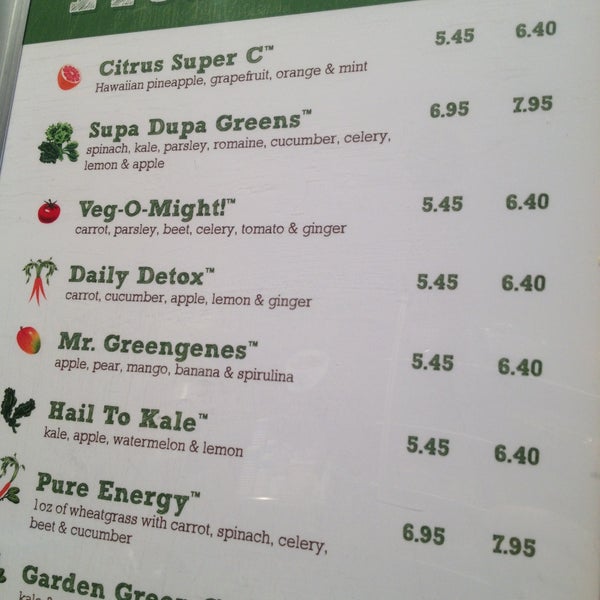 Citrus Super C™ 5.45 6.40
Hawaiian pineapple, grapefruit, orange & mint
Supa Dupa Greens™ 6.95 7.95
spinach, kale, parsley, romaine, cucumber, celery,
lemon & apple
Veg-O-Might!™ 5.45 6.40
carrot, parsley, beet, celery, tomato & ginger
Daily Detox™ 5.45 6.40
carrot, cucumber, apple, lemon & ginger
Mr. Greengenes™ 5.45 6.40
apple, pear, mango, banana & spirulina
Hail To Kale™ 5.45 6.40
kale, apple, watermelon & lemon
Pure Energy™ 6.95 7.95
1oz of wheatgrass with carrot, spinach, celery,
beet & cucumber
Garden Green
kale